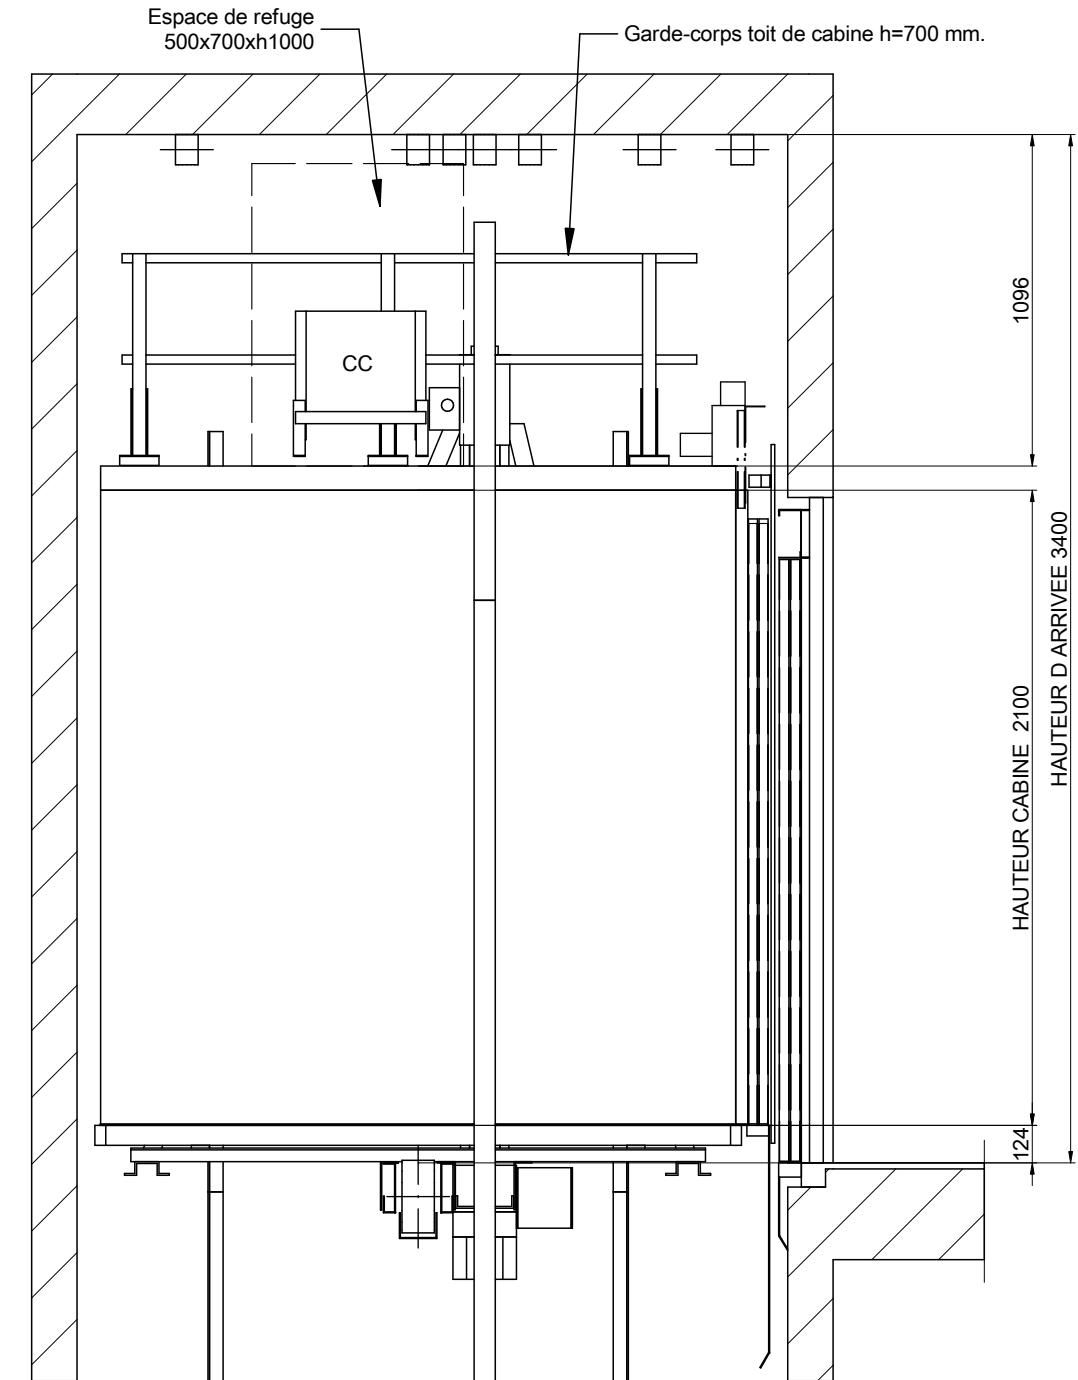 Espace de refuge
500x700xh1000
Garde-corps toit de cabine h=700 mm.
1096
CC
HAUTEUR D ARRIVEE 3400
HAUTEUR CABINE 2100
124